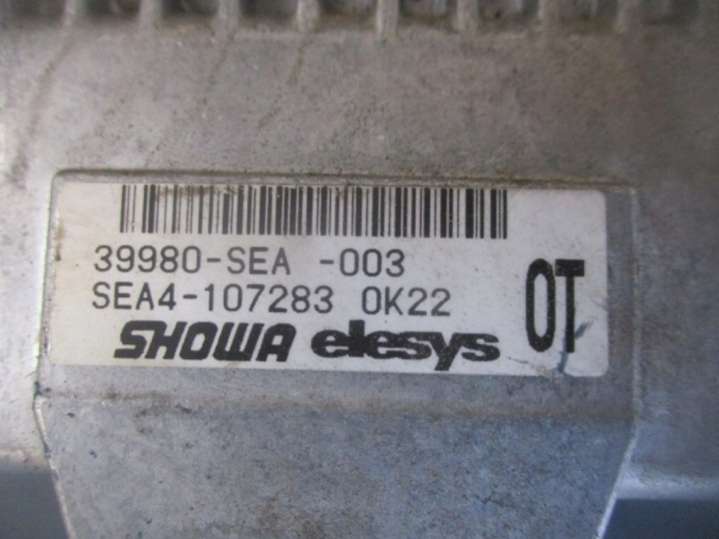 39980-SEA -003
SEA4-107283 0K22
SHOWA elesys
OT